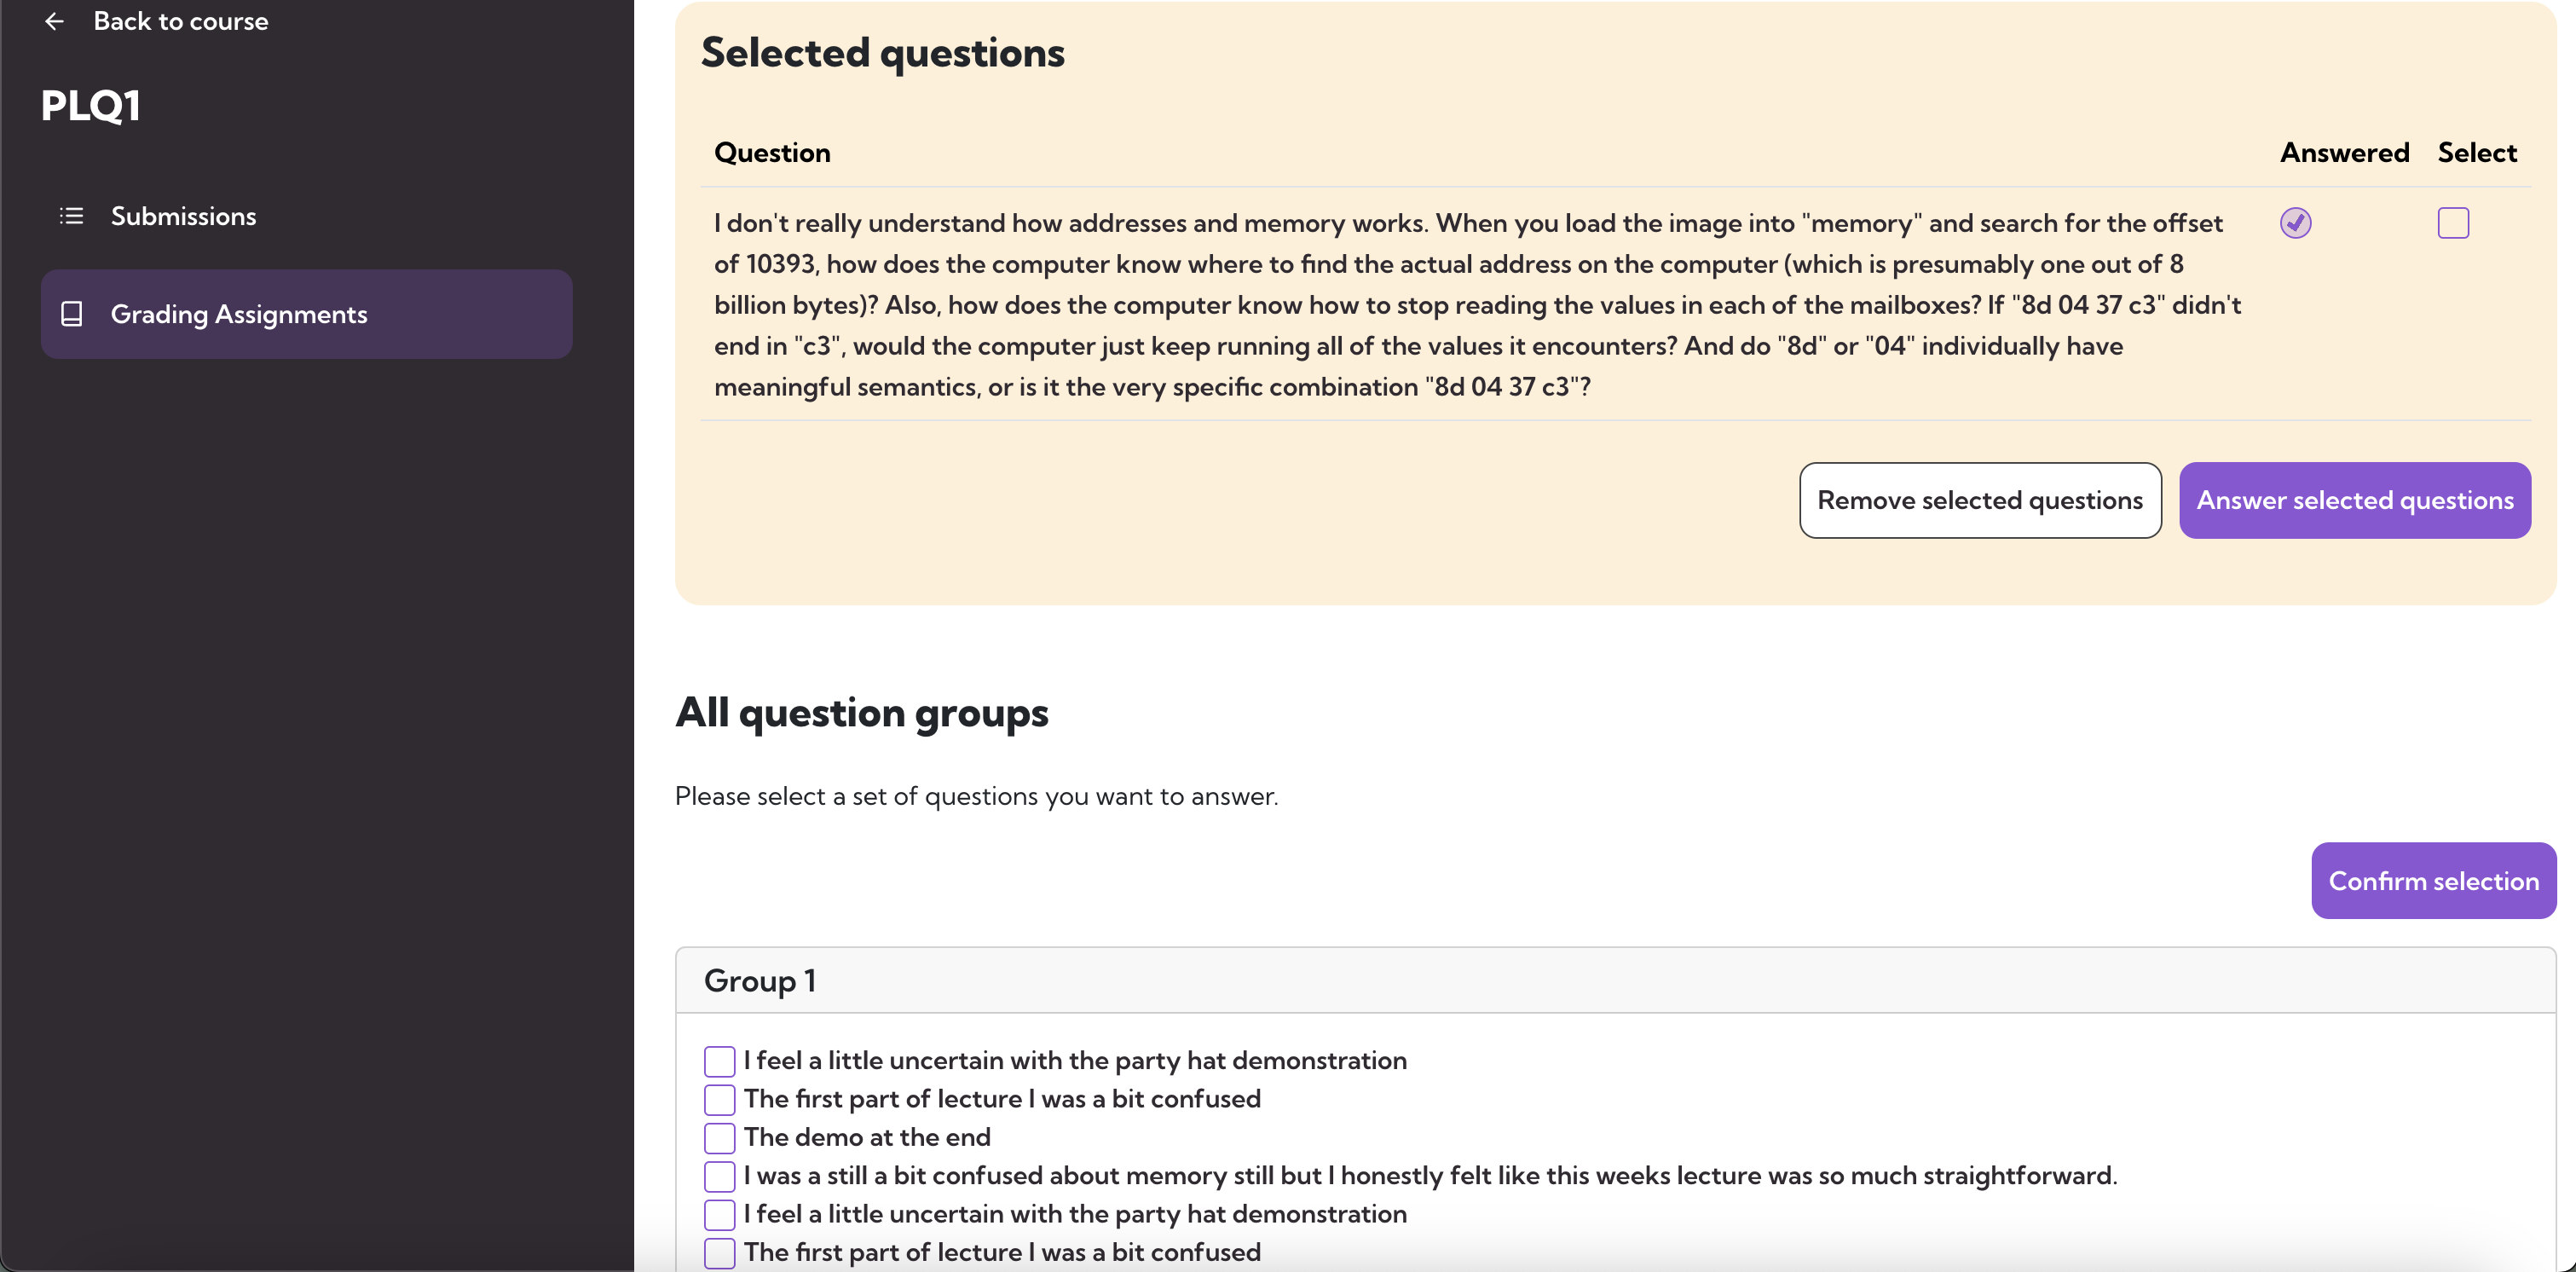 Back to course
PLQ1
Submissions
Grading Assignments
Selected questions
Question Answered Select
I don't really understand how addresses and memory works. When you load the image into "memory" and search for the offset
of 10393, how does the computer know where to find the actual address on the computer (which is presumably one out of 8
billion bytes)? Also, how does the computer know how to stop reading the values in each of the mailboxes? If "8d 04 37 c3" didn't
end in "c3", would the computer just keep running all of the values it encounters? And do "8d" or "04" individually have
meaningful semantics, or is it the very specific combination "8d 04 37 c3"?
Remove selected questions
Answer selected questions
All question groups
Please select a set of questions you want to answer.
Confirm selection
Group 1
I feel a little uncertain with the party hat demonstration
The first part of lecture I was a bit confused
The demo at the end
I was a still a bit confused about memory still but I honestly felt like this weeks lecture was so much straightforward.
I feel a little uncertain with the party hat demonstration
The first part of lecture I was a bit confused